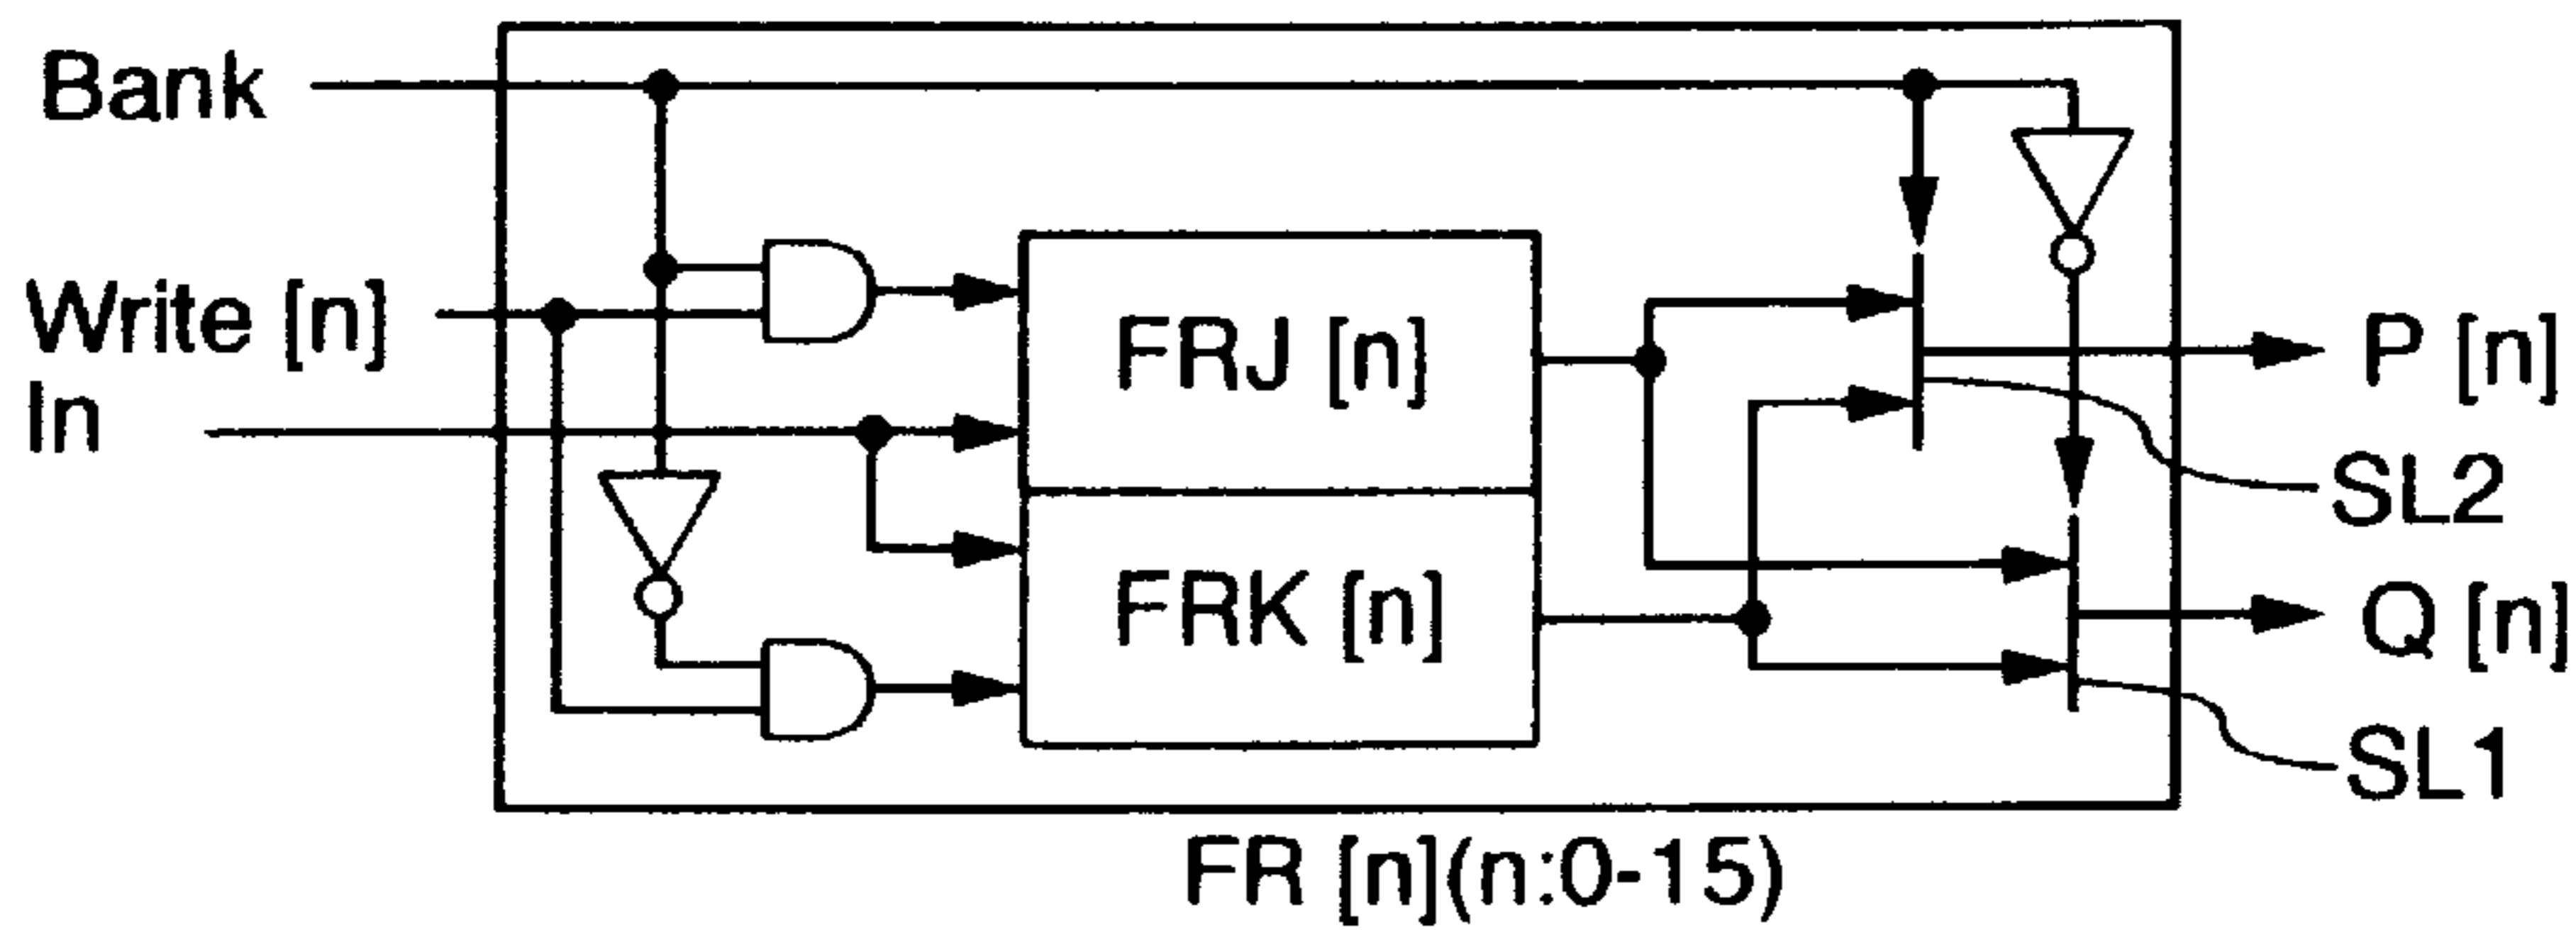 Bank
Write [n]
In
FRJ [n]
FRK [n]
P [n]
SL2
Q [n]
SL1
FR [n](n:0-15)